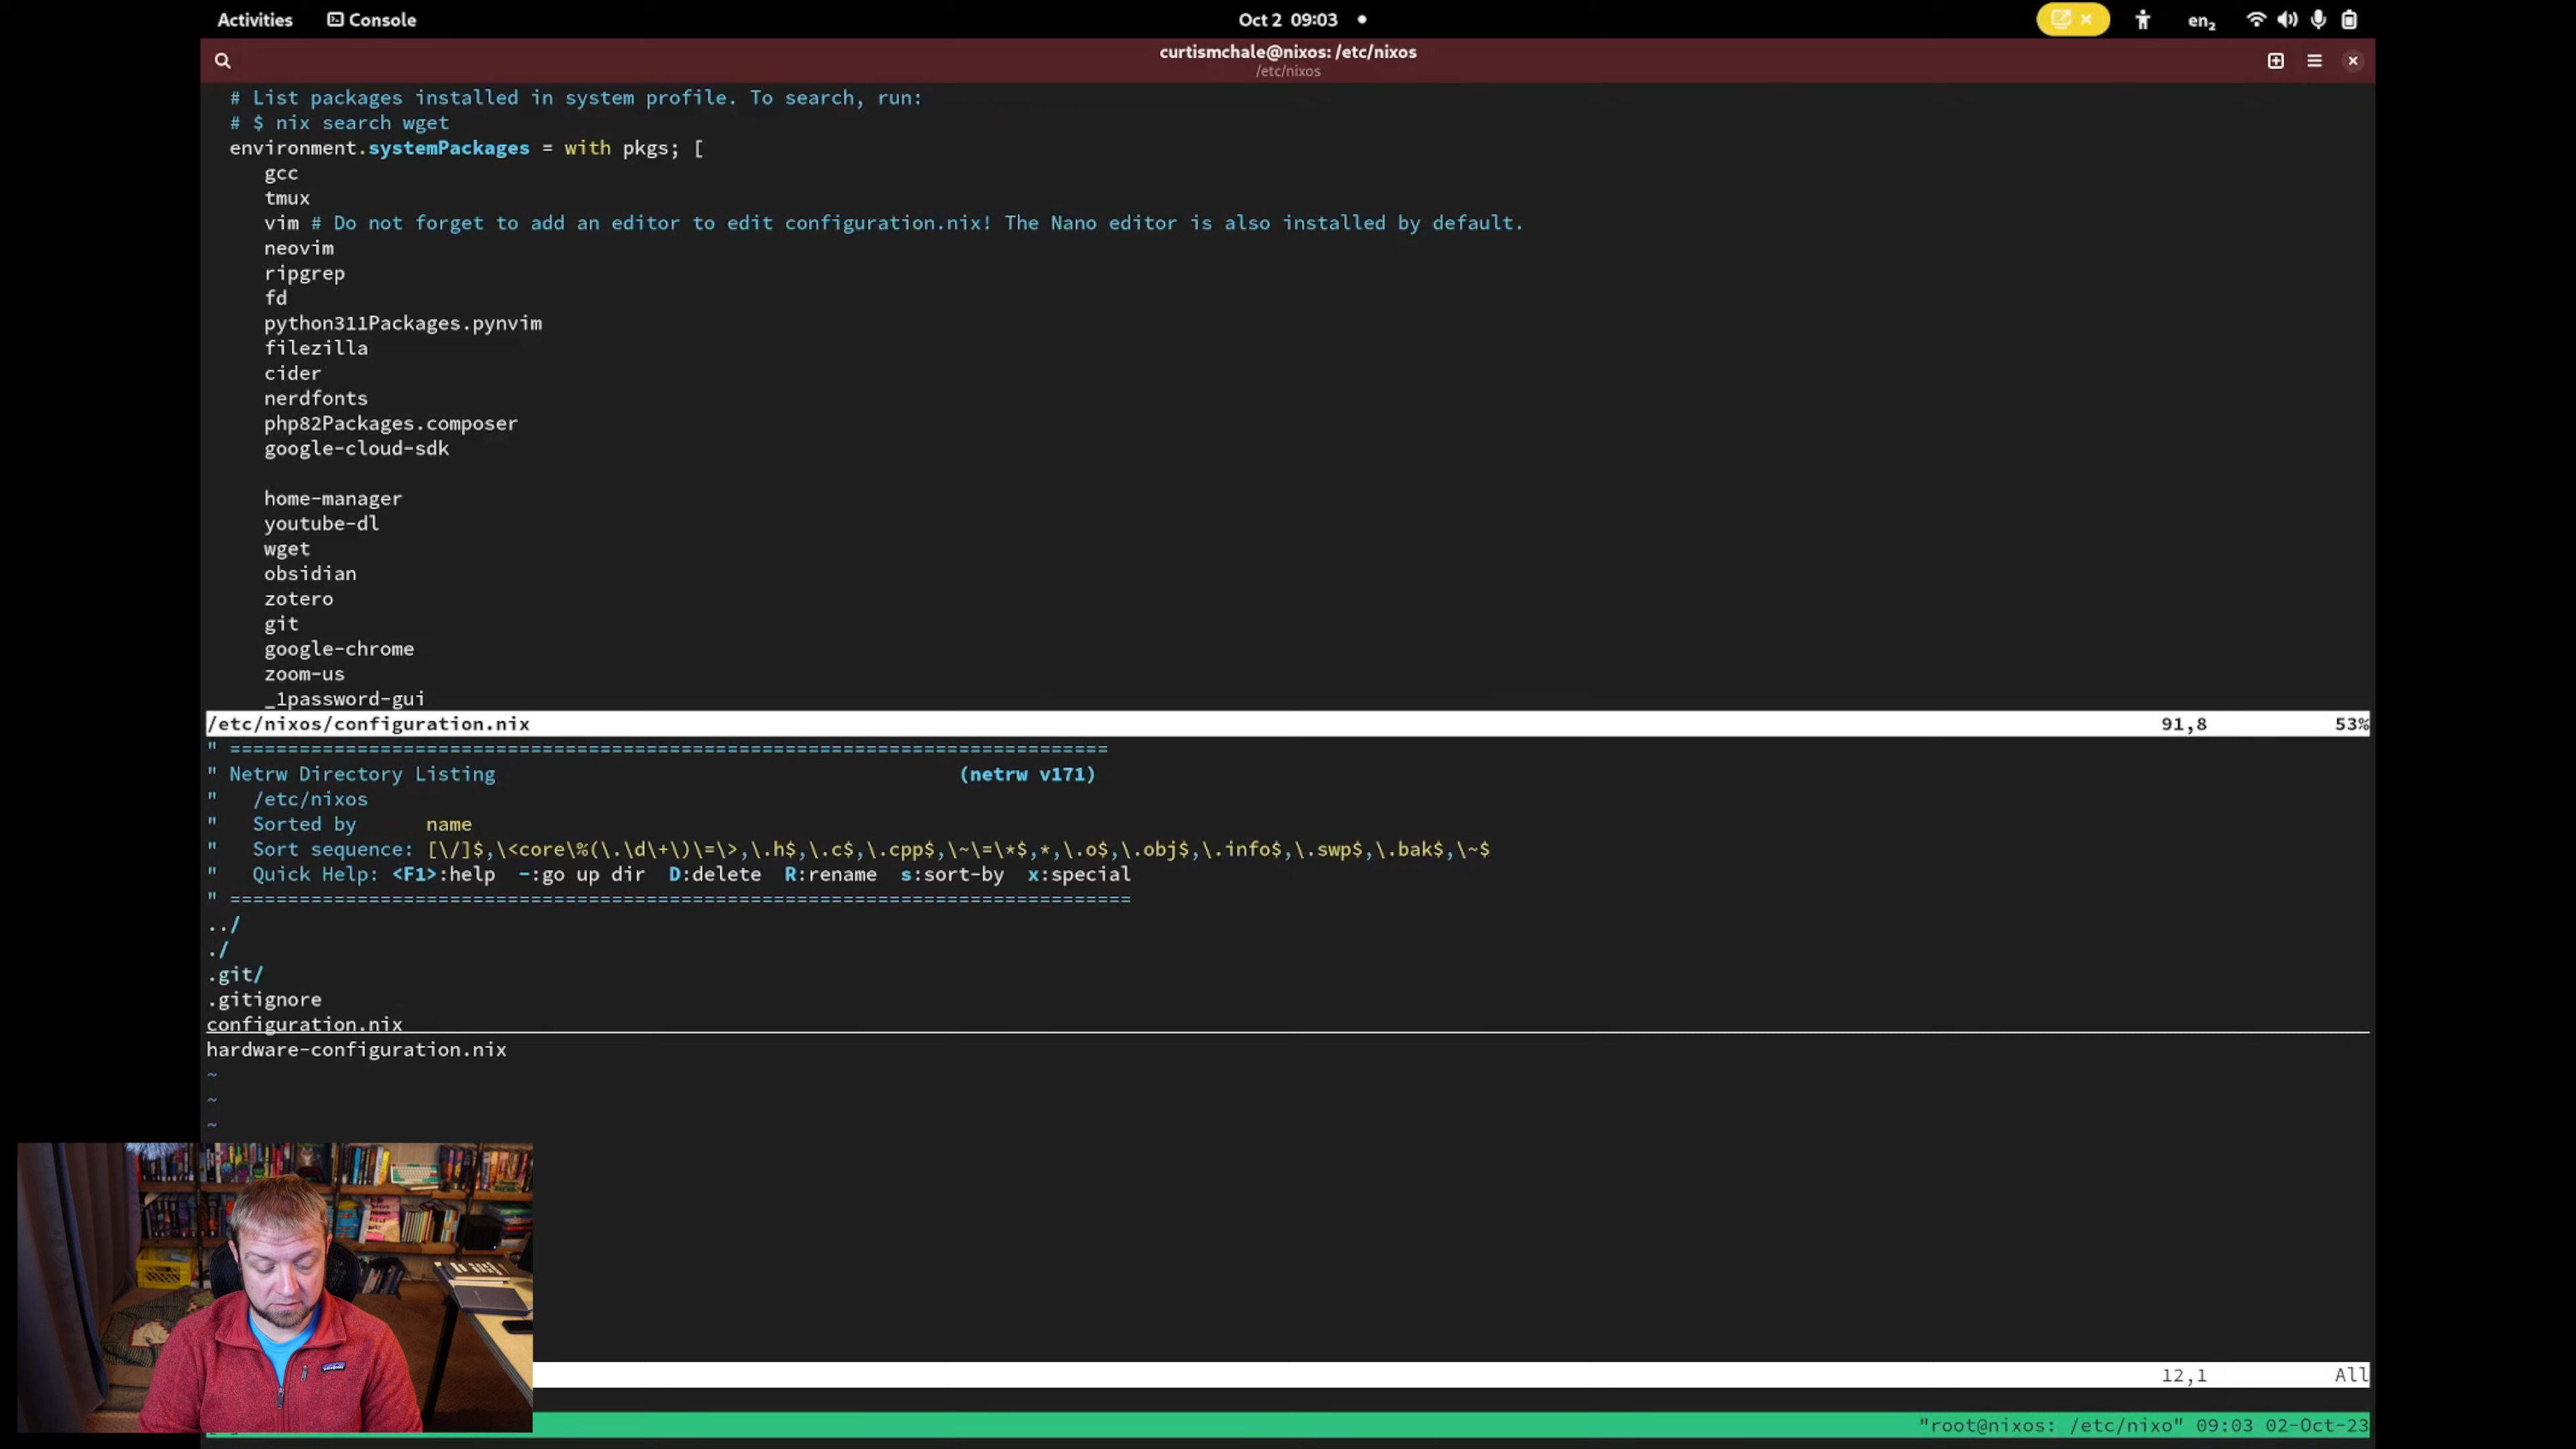 Activities Console Oct 2 09:03 en₂
curtismchale@nixos: /etc/nixos
/etc/nixos
# List packages installed in system profile. To search, run:
# $ nix search wget
environment.systemPackages = with pkgs; [
gcc
tmux
vim # Do not forget to add an editor to edit configuration.nix! The Nano editor is also installed by default.
neovim
ripgrep
fd
python311Packages.pynvim
filezilla
cider
nerdfonts
php82Packages.composer
google-cloud-sdk
home-manager
youtube-dl
wget
obsidian
zotero
git
google-chrome
zoom-us
_1password-gui
/etc/nixos/configuration.nix 91,8 53%
" ============================================================================
" Netrw Directory Listing (netrw v171)
" /etc/nixos
" Sorted by name
" Sort sequence: [\/]$,\<core\%(\.\d\+\)\=\>,\.h$,\.c$,\.cpp$,\~\=\*$,*,\.o$,\.obj$,\.info$,\.swp$,\.bak$,\~$
" Quick Help: <F1>:help -:go up dir D:delete R:rename s:sort-by x:special
" ==============================================================================
../
./
.git/
.gitignore
configuration.nix
hardware-configuration.nix
~
~
~
12,1 All
"root@nixos: /etc/nixo" 09:03 02-Oct-23